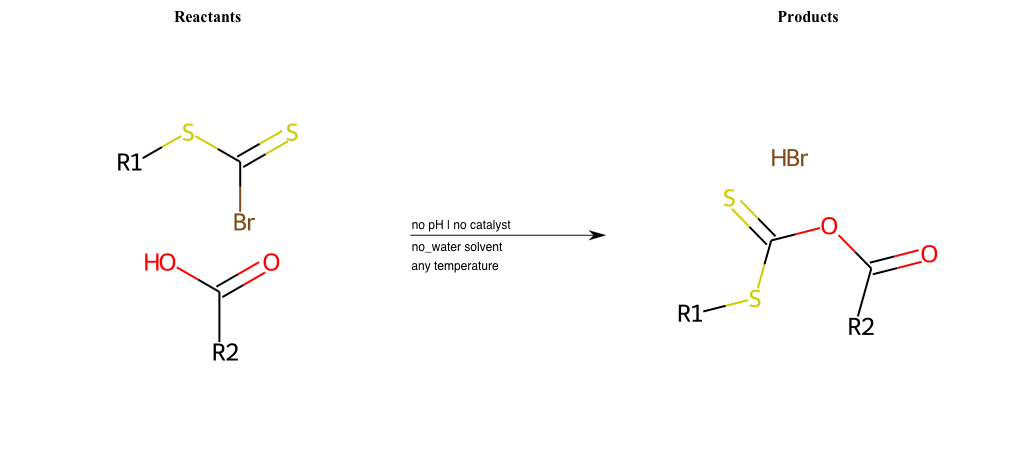 Reactants
Products
S
S
R1
Br
HO
O
R2
no pH | no catalyst
no_water solvent
any temperature
HBr
S
O
O
S
R1
R2